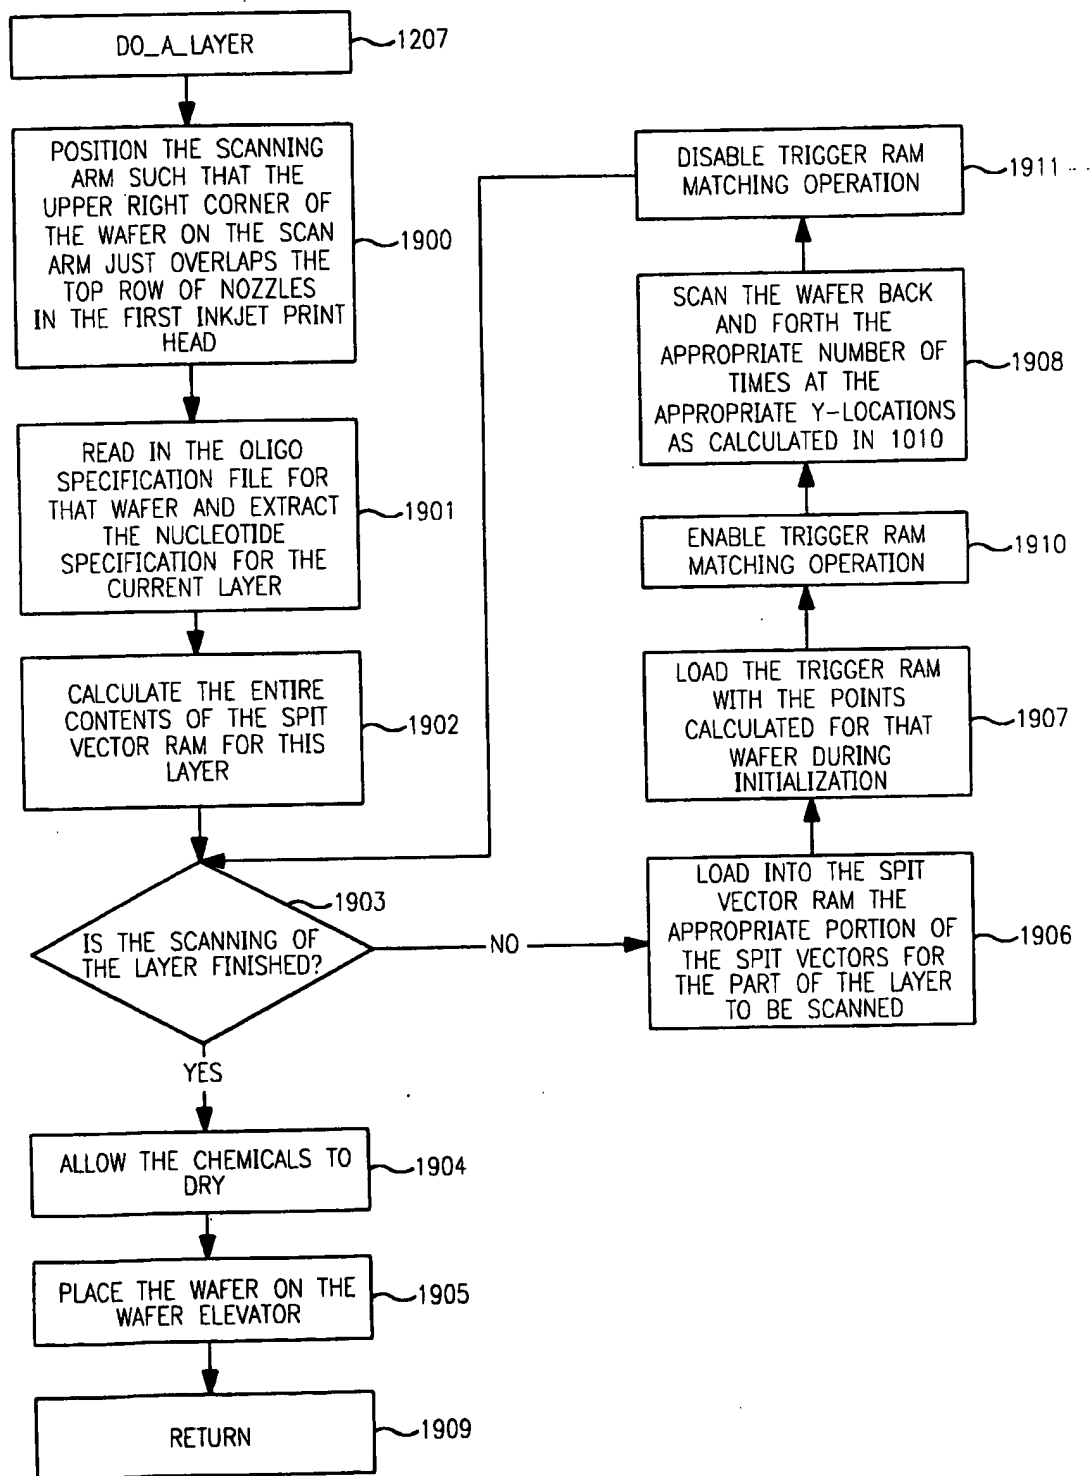 DO_A_LAYER
1207
POSITION THE SCANNING
ARM SUCH THAT THE
UPPER RIGHT CORNER OF
THE WAFER ON THE SCAN
ARM JUST OVERLAPS THE
TOP ROW OF NOZZLES
IN THE FIRST INKJET PRINT
HEAD
1900
READ IN THE OLIGO
SPECIFICATION FILE FOR
THAT WAFER AND EXTRACT
THE NUCLEOTIDE
SPECIFICATION FOR THE
CURRENT LAYER
1901
CALCULATE THE ENTIRE
CONTENTS OF THE SPIT
VECTOR RAM FOR THIS
LAYER
1902
1903
IS THE SCANNING OF
THE LAYER FINISHED?
NO
YES
ALLOW THE CHEMICALS TO
DRY
1904
PLACE THE WAFER ON THE
WAFER ELEVATOR
1905
RETURN
1909
DISABLE TRIGGER RAM
MATCHING OPERATION
1911
SCAN THE WAFER BACK
AND FORTH THE
APPROPRIATE NUMBER OF
TIMES AT THE
APPROPRIATE Y-LOCATIONS
AS CALCULATED IN 1010
1908
ENABLE TRIGGER RAM
MATCHING OPERATION
1910
LOAD THE TRIGGER RAM
WITH THE POINTS
CALCULATED FOR THAT
WAFER DURING
INITIALIZATION
1907
LOAD INTO THE SPIT
VECTOR RAM THE
APPROPRIATE PORTION OF
THE SPIT VECTORS FOR
THE PART OF THE LAYER
TO BE SCANNED
1906